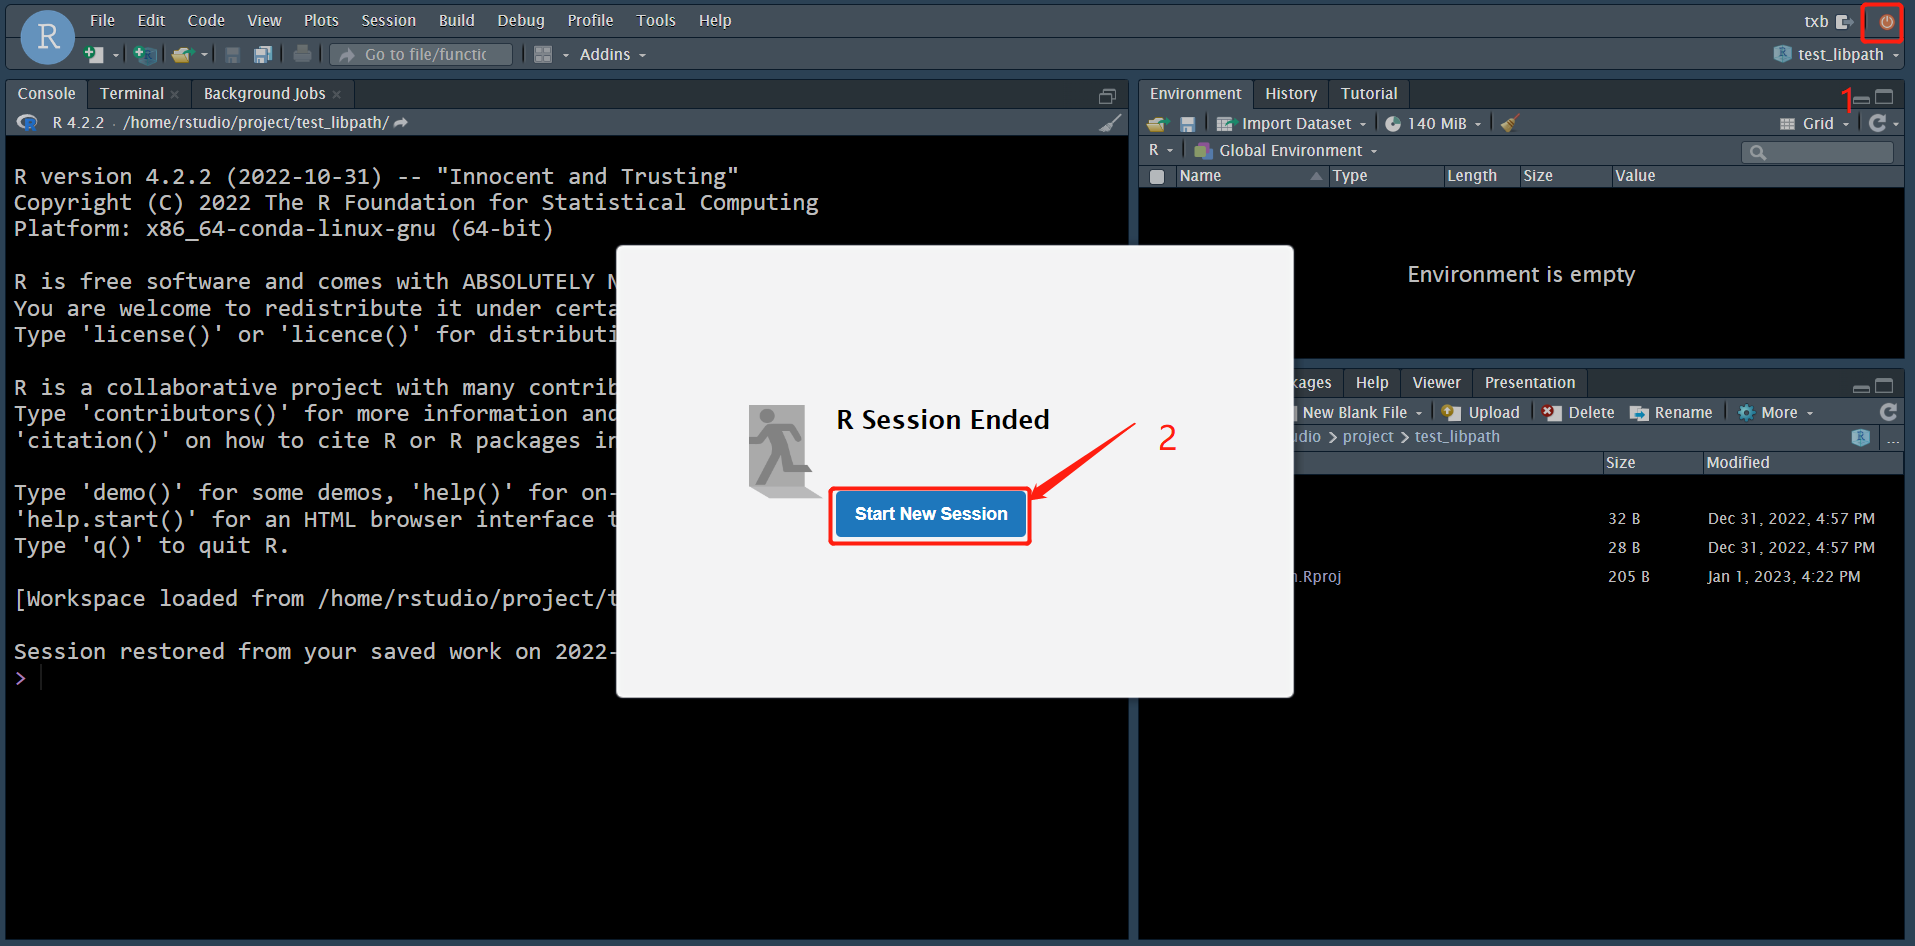 R
File Edit Code View Plots Session Build Debug Profile Tools Help
txb
Go to file/functic
Addins
test_libpath
Console Terminal Background Jobs
R 4.2.2 . /home/rstudio/project/test_libpath/
R version 4.2.2 (2022-10-31) -- "Innocent and Trusting"
Copyright (C) 2022 The R Foundation for Statistical Computing
Platform: x86_64-conda-linux-gnu (64-bit)
R is free software and comes with ABSOLUTELY N
You are welcome to redistribute it under certa
Type 'license()' or 'licence()' for distributi
R is a collaborative project with many contrib
Type 'contributors()' for more information and
'citation()' on how to cite R or R packages in
Type 'demo()' for some demos, 'help()' for on-
'help.start()' for an HTML browser interface t
Type 'q()' to quit R.
[Workspace loaded from /home/rstudio/project/t
Session restored from your saved work on 2022-
>
R Session Ended
Start New Session
2
Environment History Tutorial
1
Import Dataset 140 MiB Grid
R Global Environment
Name Type Length Size Value
Environment is empty
kages Help Viewer Presentation
New Blank File Upload Delete Rename More
udio > project > test_libpath
R ...
Size Modified
32 B Dec 31, 2022, 4:57 PM
28 B Dec 31, 2022, 4:57 PM
.Rproj 205 B Jan 1, 2023, 4:22 PM